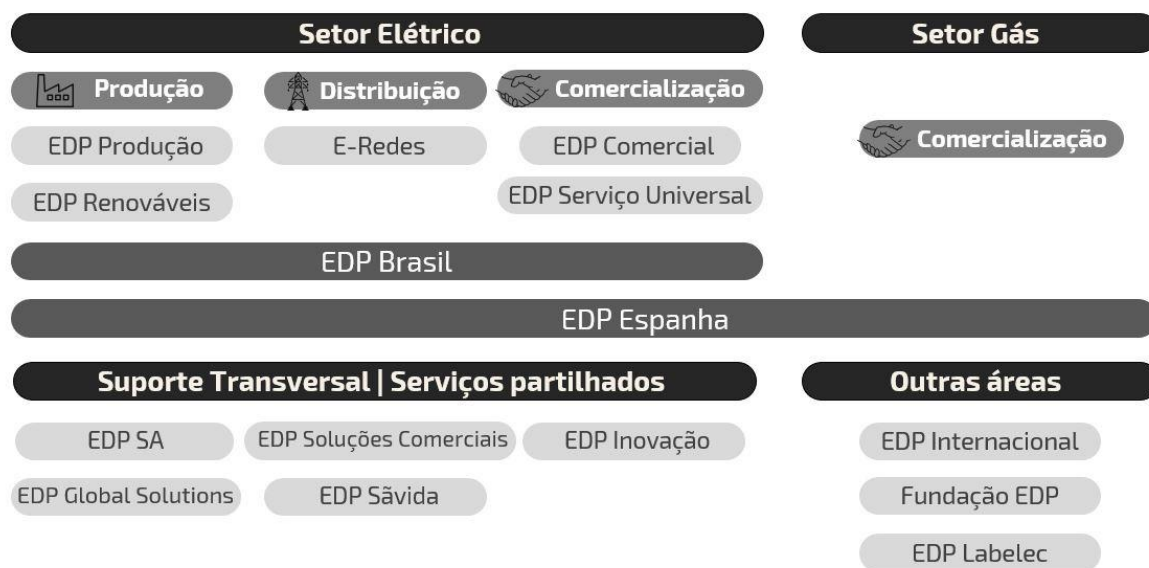 Setor Elétrico
Setor Gás
Produção
Distribuição
Comercialização
Comercialização
EDP Produção
E-Redes
EDP Comercial
EDP Renováveis
EDP Serviço Universal
EDP Brasil
EDP Espanha
Suporte Transversal | Serviços partilhados
Outras áreas
EDP SA
EDP Soluções Comerciais
EDP Inovação
EDP Internacional
EDP Global Solutions
EDP Sãvida
Fundação EDP
EDP Labelec